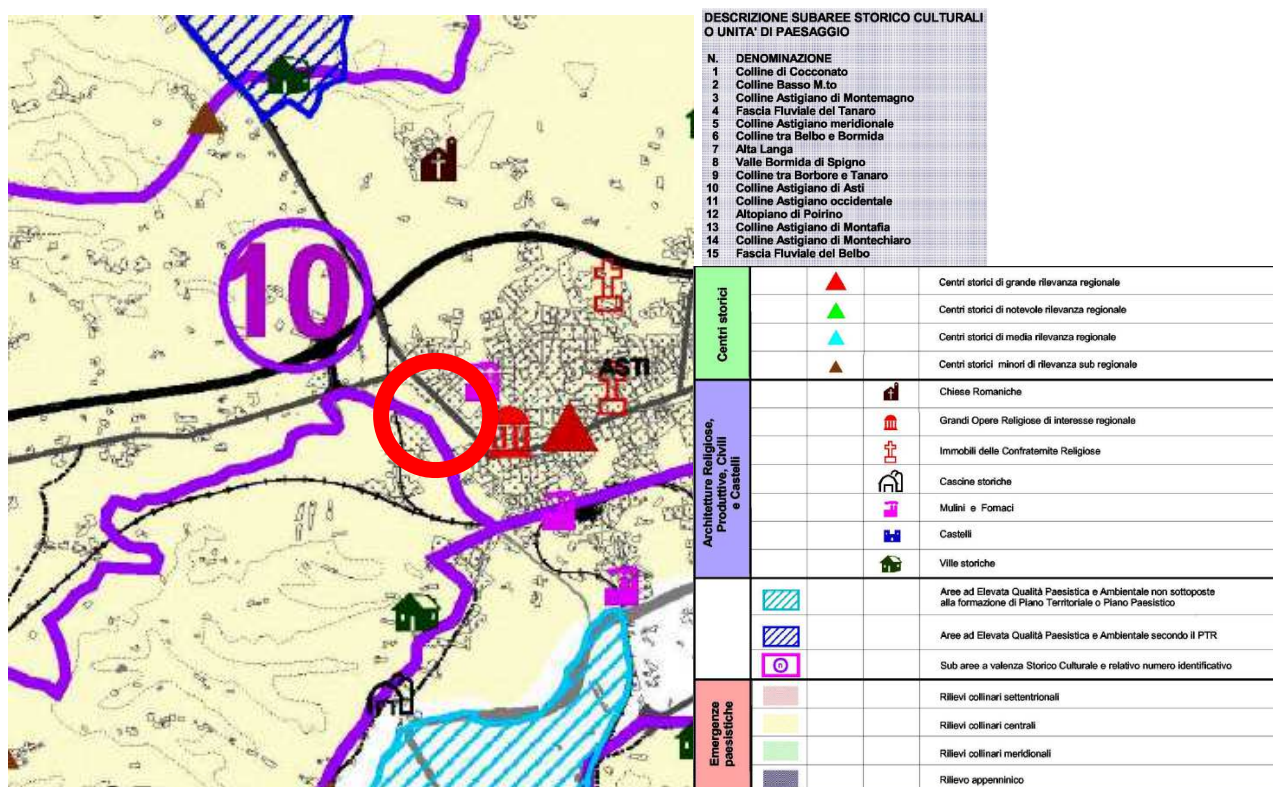 10
ASTI
DESCRIZIONE SUBAREE STORICO CULTURALI
O UNITA' DI PAESAGGIO
N. DENOMINAZIONE
1 Colline di Cocconato
2 Colline Basso M.to
3 Colline Astigiano di Montemagno
4 Fascia Fluviale del Tanaro
5 Colline Astigiano meridionale
6 Colline tra Belbo e Bormida
7 Alta Langa
8 Valle Bormida di Spigno
9 Colline tra Borbore e Tanaro
10 Colline Astigiano di Asti
11 Colline Astigiano occidentale
12 Altopiano di Poirino
13 Colline Astigiano di Montafia
14 Colline Astigiano di Montechiaro
15 Fascia Fluviale del Belbo
Centri storici
Centri storici di grande rilevanza regionale
Centri storici di notevole rilevanza regionale
Centri storici di media rilevanza regionale
Centri storici minori di rilevanza sub regionale
Architetture Religiose,
Produttive, Civili
e Castelli
Chiese Romaniche
Grandi Opere Religiose di interesse regionale
Immobili delle Confraternite Religiose
Cascine storiche
Mulini e Fornaci
Castelli
Ville storiche
Aree ad Elevata Qualità Paesistica e Ambientale non sottoposte
alla formazione di Piano Territoriale o Piano Paesistico
Aree ad Elevata Qualità Paesistica e Ambientale secondo il PTR
n
Sub aree a valenza Storico Culturale e relativo numero identificativo
Emergenze
paesistiche
Rilievi collinari settentrionali
Rilievi collinari centrali
Rilievi collinari meridionali
Rilievo appenninico